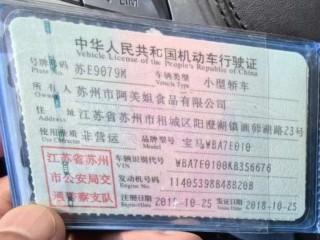 中华人民共和国机动车行驶证
Vehicle License of the People's Republic of China
号牌号码 苏E9079M 车辆类型 小型轿车
Plate No. Vehicle Type
所有人 苏州市阿美姐食品有限公司
Owner
住址 江苏省苏州市相城区阳澄湖镇画师湖路23号
Address
使用性质 非营运 品牌型号 宝马WBA7E010
Use Character Model
江苏省苏州 车辆识别代号 WBA7E0100KB356676
VIN
市公安局交 发动机号码 11405398B48B20B
Engine No.
通警察支队 注册日期 2018-10-25 发证日期 2018-10-25